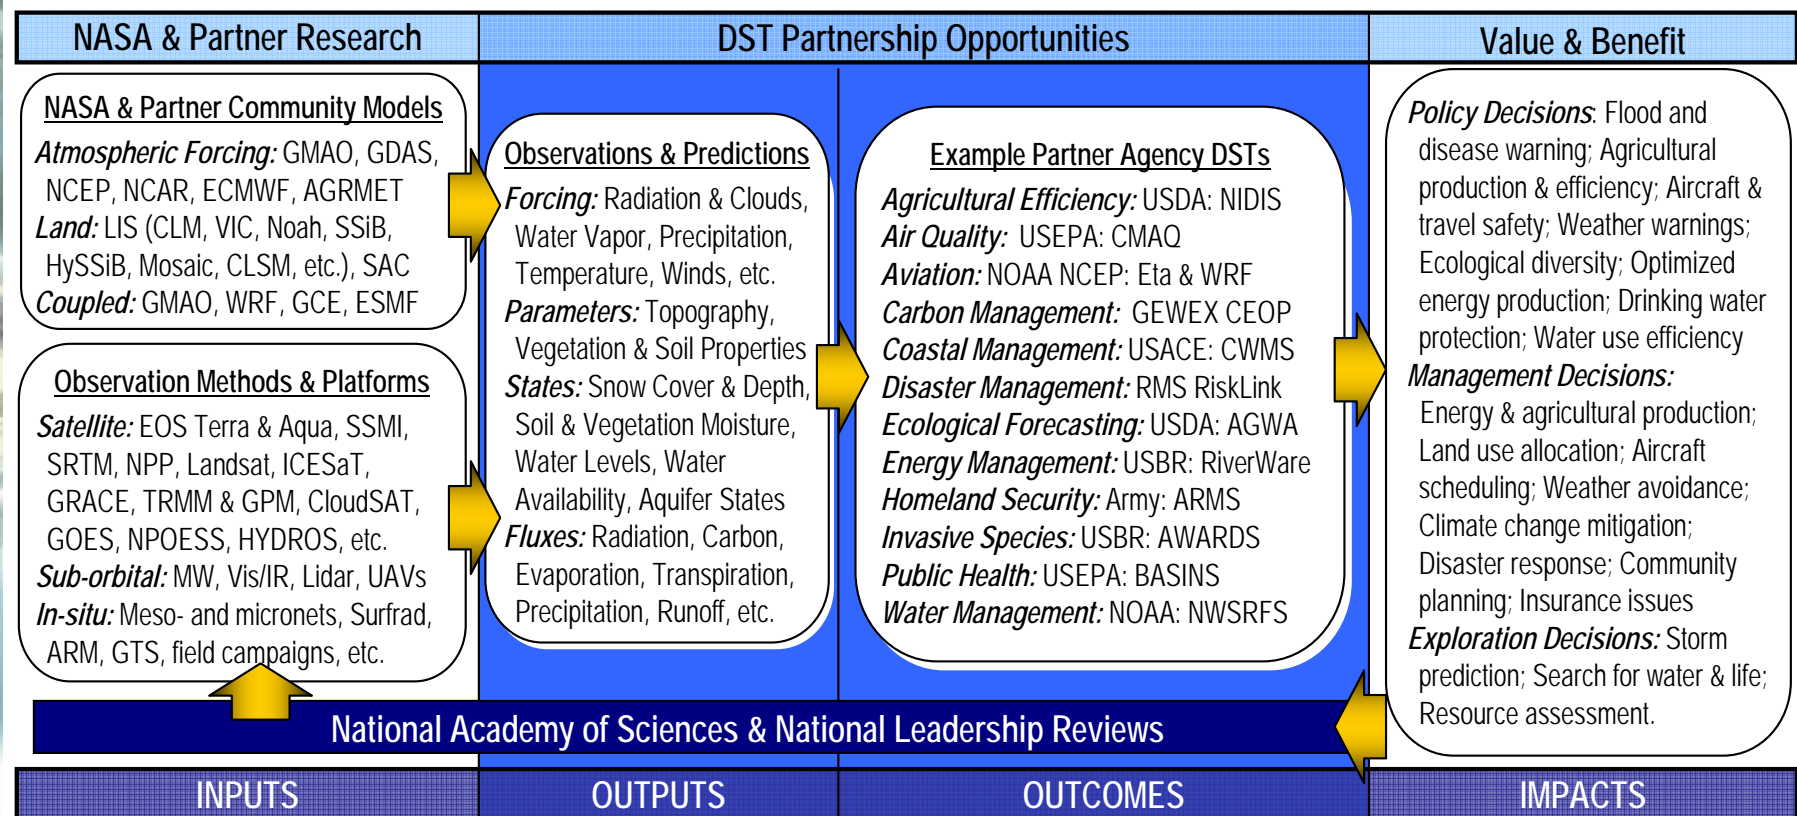 NASA & Partner Research
DST Partnership Opportunities
Value & Benefit
NASA & Partner Community Models
Atmospheric Forcing: GMAO, GDAS,
NCEP, NCAR, ECMWF, AGRMET
Land: LIS (CLM, VIC, Noah, SSiB,
HySSiB, Mosaic, CLSM, etc.), SAC
Coupled: GMAO, WRF, GCE, ESMF
Observation Methods & Platforms
Satellite: EOS Terra & Aqua, SSMI,
SRTM, NPP, Landsat, ICESaT,
GRACE, TRMM & GPM, CloudSAT,
GOES, NPOESS, HYDROS, etc.
Sub-orbital: MW, Vis/IR, Lidar, UAVs
In-situ: Meso- and micronets, Surfrad,
ARM, GTS, field campaigns, etc.
Observations & Predictions
Forcing: Radiation & Clouds,
Water Vapor, Precipitation,
Temperature, Winds, etc.
Parameters: Topography,
Vegetation & Soil Properties
States: Snow Cover & Depth,
Soil & Vegetation Moisture,
Water Levels, Water
Availability, Aquifer States
Fluxes: Radiation, Carbon,
Evaporation, Transpiration,
Precipitation, Runoff, etc.
Example Partner Agency DSTs
Agricultural Efficiency: USDA: NIDIS
Air Quality: USEPA: CMAQ
Aviation: NOAA NCEP: Eta & WRF
Carbon Management: GEWEX CEOP
Coastal Management: USACE: CWMS
Disaster Management: RMS RiskLink
Ecological Forecasting: USDA: AGWA
Energy Management: USBR: RiverWare
Homeland Security: Army: ARMS
Invasive Species: USBR: AWARDS
Public Health: USEPA: BASINS
Water Management: NOAA: NWSRFS
Policy Decisions: Flood and
disease warning; Agricultural
production & efficiency; Aircraft &
travel safety; Weather warnings;
Ecological diversity; Optimized
energy production; Drinking water
protection; Water use efficiency
Management Decisions:
Energy & agricultural production;
Land use allocation; Aircraft
scheduling; Weather avoidance;
Climate change mitigation;
Disaster response; Community
planning; Insurance issues
Exploration Decisions: Storm
prediction; Search for water & life;
Resource assessment.
National Academy of Sciences & National Leadership Reviews
INPUTS
OUTPUTS
OUTCOMES
IMPACTS